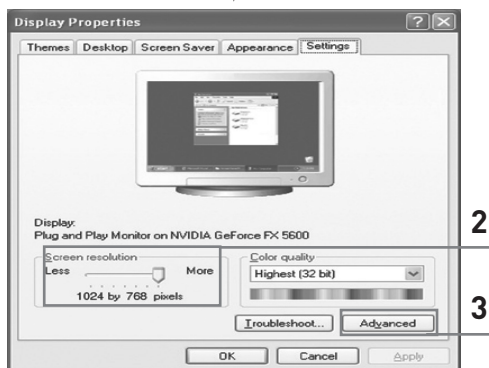 Display Properties
Themes Desktop Screen Saver Appearance Settings
Display:
Plug and Play Monitor on NVIDIA GeForce FX 5600
Screen resolution
Less More
1024 by 768 pixels
Color quality
Highest (32 bit)
2
Troubleshoot... Advanced
3
OK Cancel Apply